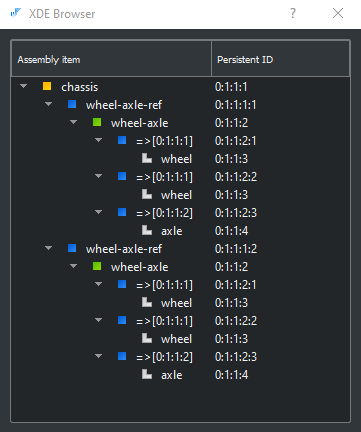 XDE Browser ? ×
Assembly item Persistent ID
chassis 0:1:1:1
wheel-axle-ref 0:1:1:1:1
wheel-axle 0:1:1:2
=>[0:1:1:1] 0:1:1:2:1
wheel 0:1:1:3
=>[0:1:1:1] 0:1:1:2:2
wheel 0:1:1:3
=>[0:1:1:2] 0:1:1:2:3
axle 0:1:1:4
wheel-axle-ref 0:1:1:1:2
wheel-axle 0:1:1:2
=>[0:1:1:1] 0:1:1:2:1
wheel 0:1:1:3
=>[0:1:1:1] 0:1:1:2:2
wheel 0:1:1:3
=>[0:1:1:2] 0:1:1:2:3
axle 0:1:1:4